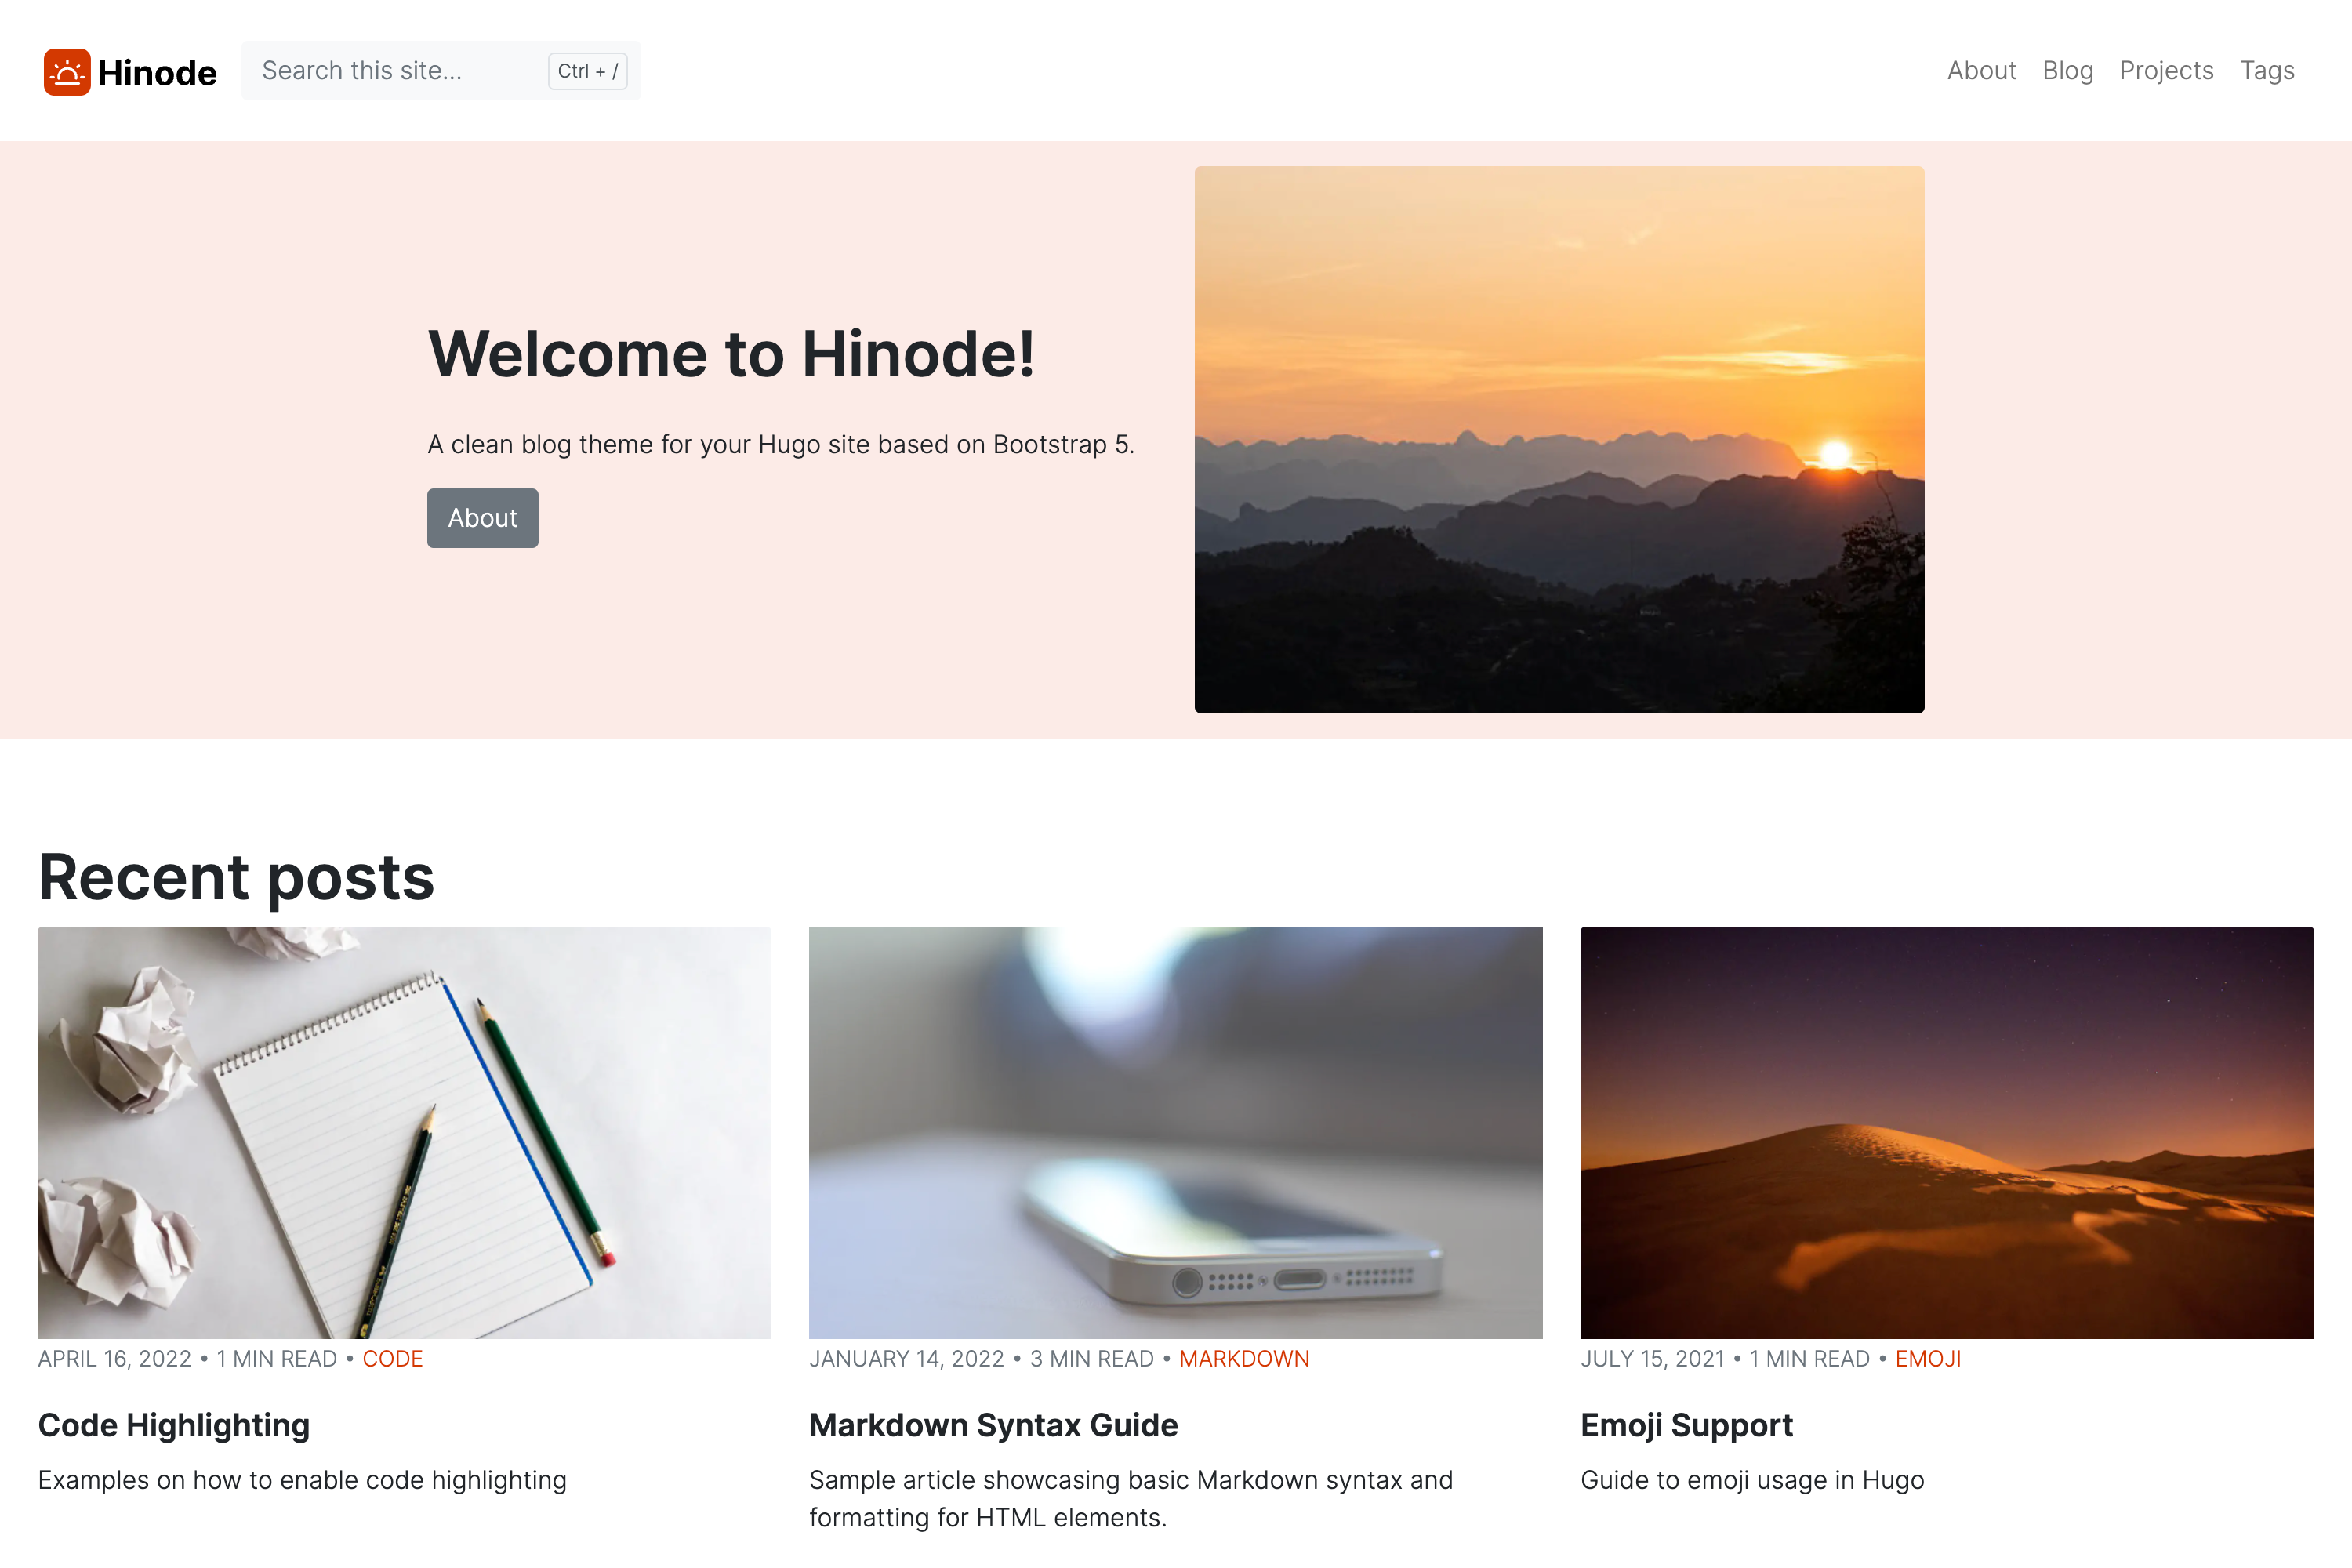 Hinode
Search this site...
Ctrl + /
About
Blog
Projects
Tags
Welcome to Hinode!
A clean blog theme for your Hugo site based on Bootstrap 5.
About
Recent posts
APRIL 16, 2022 • 1 MIN READ • CODE
Code Highlighting
Examples on how to enable code highlighting
JANUARY 14, 2022 • 3 MIN READ • MARKDOWN
Markdown Syntax Guide
Sample article showcasing basic Markdown syntax and
formatting for HTML elements.
JULY 15, 2021 • 1 MIN READ • EMOJI
Emoji Support
Guide to emoji usage in Hugo